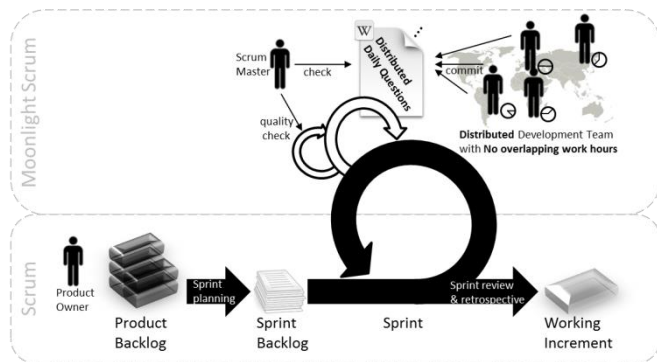 Moonlight Scrum
W
Distributed
Daily Questions
Scrum
Master
check
commit
quality
check
Distributed Development Team
with No overlapping work hours
Scrum
Product
Owner
Sprint
planning
Sprint review
& retrospective
Product
Backlog
Sprint
Backlog
Sprint
Working
Increment